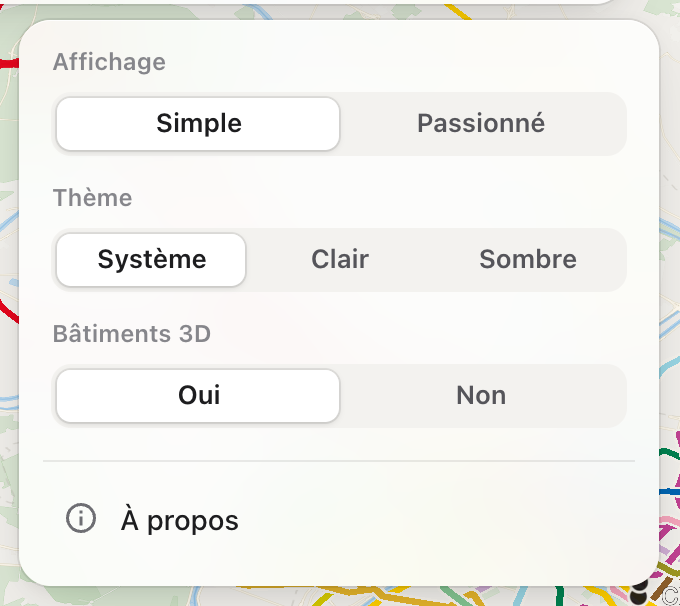 Affichage
Simple Passionné
Thème
Système Clair Sombre
Bâtiments 3D
Oui Non
À propos